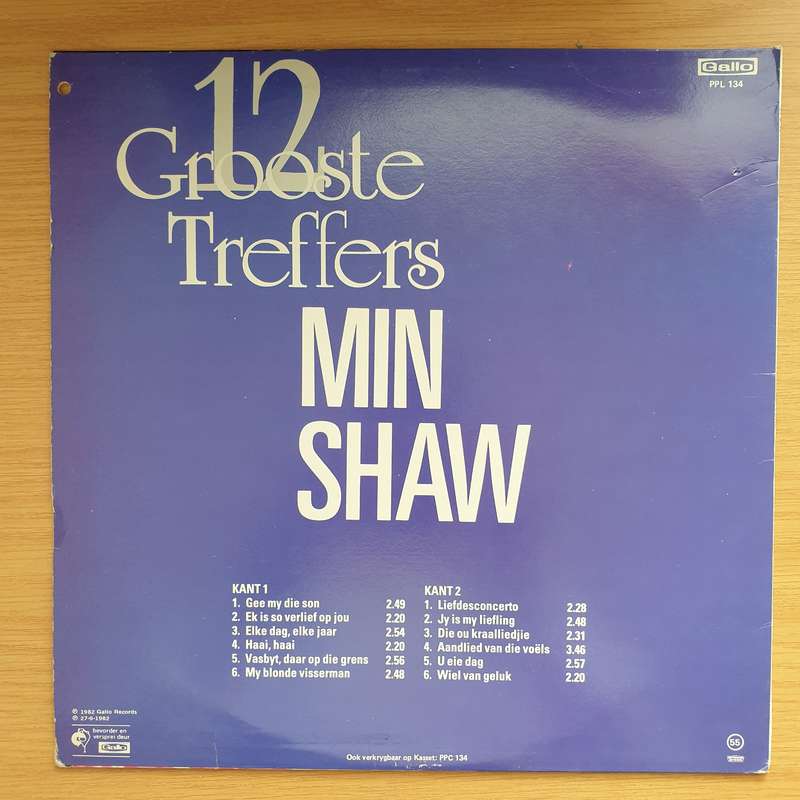 Gallo
PPL 134
12
Grooste
Treffers
MIN
SHAW
KANT 1
1. Gee my die son 2.49
2. Ek is so verlief op jou 2.20
3. Elke dag, elke jaar 2.54
4. Haai, haai 2.20
5. Vasbyt, daar op die grens 2.56
6. My blonde visserman 2.48
KANT 2
1. Liefdesconcerto 2.28
2. Jy is my liefling 2.48
3. Die ou kraalliedjie 2.31
4. Aandlied van die voëls 3.46
5. U eie dag 2.57
6. Wiel van geluk 2.20
℗ 1982 Gallo Records
℗ 27-6-1982
bevorder en
versprei deur
Gallo
Ook verkrygbaar op Kasset: PPC 134
55